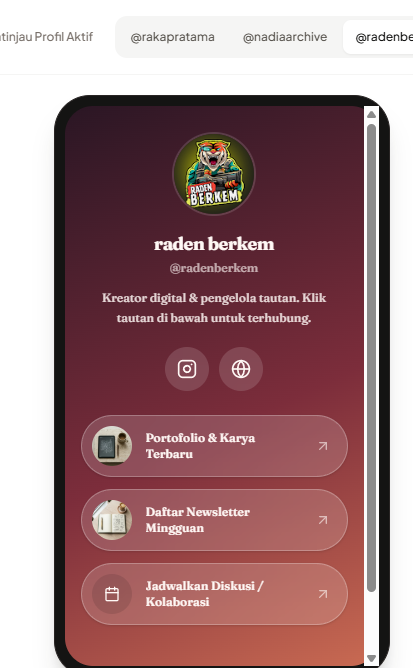 tinjau Profil Aktif
@rakapratama
@nadiaarchive
@radenbe
RADEN
BERKEM
raden berkem
@radenberkem
Kreator digital & pengelola tautan. Klik
tautan di bawah untuk terhubung.
Portofolio & Karya
Terbaru
Daftar Newsletter
Mingguan
Jadwalkan Diskusi /
Kolaborasi